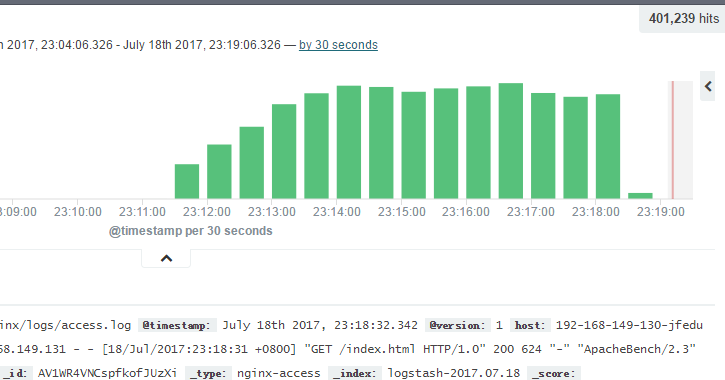 401,239 hits
2017, 23:04:06.326 - July 18th 2017, 23:19:06.326 — by 30 seconds
:09:00 23:10:00 23:11:00 23:12:00 23:13:00 23:14:00 23:15:00 23:16:00 23:17:00 23:18:00 23:19:00
@timestamp per 30 seconds
inx/logs/access.log @timestamp: July 18th 2017, 23:18:32.342 @version: 1 host: 192-168-149-130-jfedu
68.149.131 - - [18/Jul/2017:23:18:31 +0800] "GET /index.html HTTP/1.0" 200 624 "-" "ApacheBench/2.3"
_id: AV1WR4VNCspfkofJUzXi _type: nginx-access _index: logstash-2017.07.18 _score: